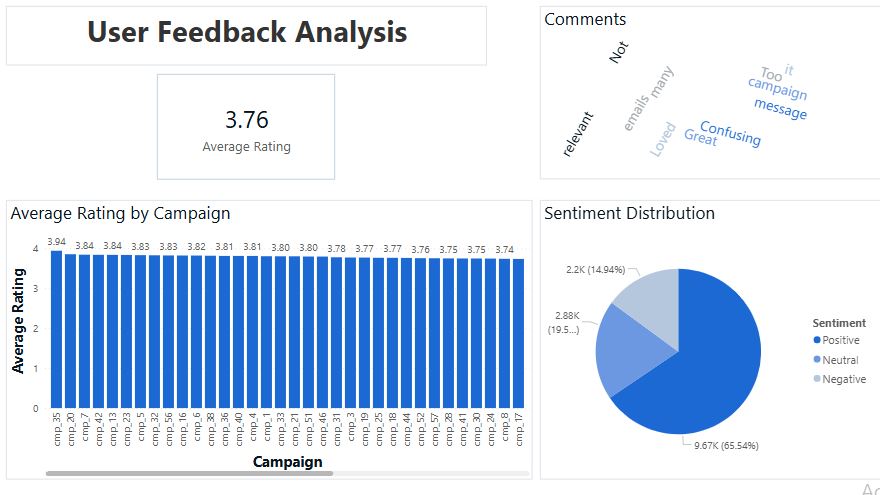 User Feedback Analysis
3.76
Average Rating
Comments
Not
relevant
emails many
Loved
Too it
campaign
message
Confusing
Great
Average Rating by Campaign
3.94 3.84 3.84 3.83 3.83 3.82 3.81 3.81 3.80 3.80 3.78 3.77 3.77 3.76 3.75 3.75 3.74
4
3
2
1
0
Average Rating
cmp_35 cmp_20 cmp_7 cmp_42 cmp_13 cmp_23 cmp_5 cmp_32 cmp_56 cmp_16 cmp_6 cmp_38 cmp_36 cmp_40 cmp_4 cmp_1 cmp_33 cmp_21 cmp_51 cmp_46 cmp_31 cmp_3 cmp_19 cmp_25 cmp_18 cmp_44 cmp_52 cmp_57 cmp_28 cmp_41 cmp_30 cmp_24 cmp_8 cmp_17
Campaign
Sentiment Distribution
2.2K (14.94%)
2.88K
(19.5...)
9.67K (65.54%)
Sentiment
Positive
Neutral
Negative